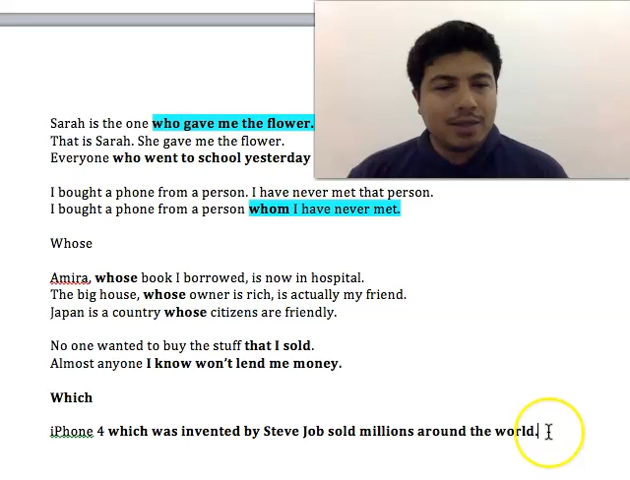 Sarah is the one who gave me the flower.
That is Sarah. She gave me the flower.
Everyone who went to school yesterday
I bought a phone from a person. I have never met that person.
I bought a phone from a person whom I have never met.
Whose
Amira, whose book I borrowed, is now in hospital.
The big house, whose owner is rich, is actually my friend.
Japan is a country whose citizens are friendly.
No one wanted to buy the stuff that I sold.
Almost anyone I know won't lend me money.
Which
iPhone 4 which was invented by Steve Job sold millions around the world.